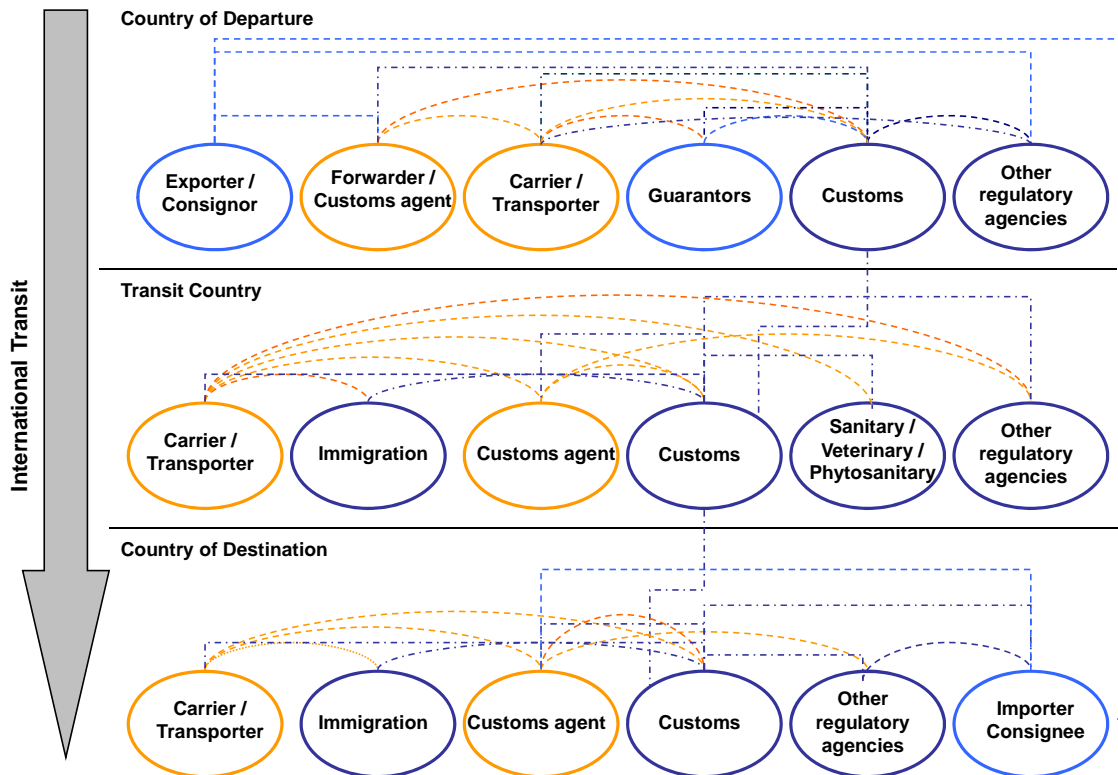 Country of Departure
Exporter /
Consignor
Forwarder /
Customs agent
Carrier /
Transporter
Guarantors
Customs
Other
regulatory
agencies
International Transit
Transit Country
Carrier /
Transporter
Immigration
Customs agent
Customs
Sanitary /
Veterinary /
Phytosanitary
Other
regulatory
agencies
Country of Destination
Carrier /
Transporter
Immigration
Customs agent
Customs
Other
regulatory
agencies
Importer
Consignee